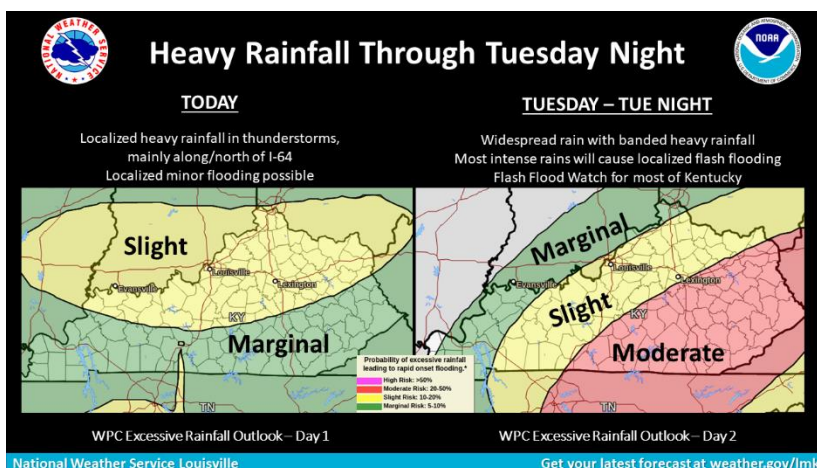 Heavy Rainfall Through Tuesday Night
NATIONAL WEATHER SERVICE
NOAA
TODAY
Localized heavy rainfall in thunderstorms,
mainly along/north of I-64
Localized minor flooding possible
Slight
Evansville
Louisville
Lexington
KY
Marginal
TN
WPC Excessive Rainfall Outlook – Day 1
TUESDAY – TUE NIGHT
Widespread rain with banded heavy rainfall
Most intense rains will cause localized flash flooding
Flash Flood Watch for most of Kentucky
Marginal
Evansville
Louisville
Lexington
Slight
KY
Moderate
TN
Probability of excessive rainfall
leading to rapid onset flooding.*
High Risk: >50%
Moderate Risk: 20-50%
Slight Risk: 10-20%
Marginal Risk: 5-10%
WPC Excessive Rainfall Outlook – Day 2
National Weather Service Louisville
Get your latest forecast at weather.gov/lmk